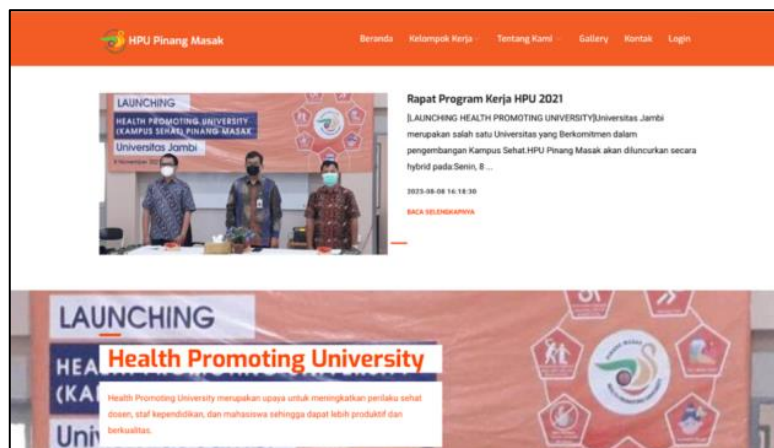 HPU Pinang Masak
Beranda Kelompok Kerja Tentang Kami Gallery Kontak Login
LAUNCHING
HEALTH PROMOTING UNIVERSITY
(KAMPUS SEHAT) PINANG MASAK
Universitas Jambi
Rapat Program Kerja HPU 2021
[LAUNCHING HEALTH PROMOTING UNIVERSITY]Universitas Jambi
merupakan salah satu Universitas yang Berkomitmen dalam
pengembangan Kampus Sehat.HPU Pinang Masak akan diluncurkan secara
hybrid pada:Senin, 8 ...
2023-08-08 16:18:30
BACA SELENGKAPNYA
LAUNCHING
HEA
(KA
Univ
Health Promoting University
Health Promoting University merupakan upaya untuk meningkatkan perilaku sehat
dosen, staf kependidikan, dan mahasiswa sehingga dapat lebih produktif dan
berkualitas.